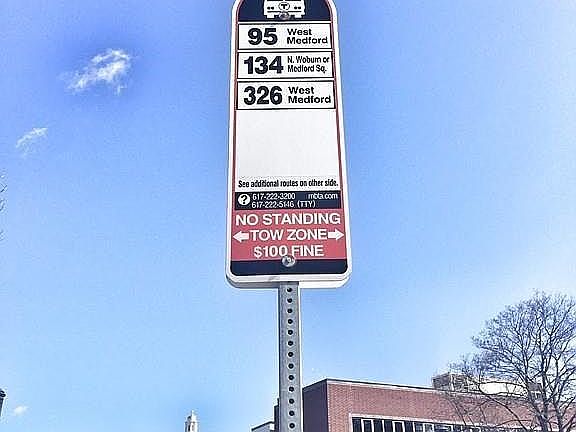 T
95 West Medford
134 N. Woburn or Medford Sq.
326 West Medford
See additional routes on other side.
? 617-222-3200 mbta.com
617-222-5146 (TTY)
NO STANDING
TOW ZONE
$100 FINE